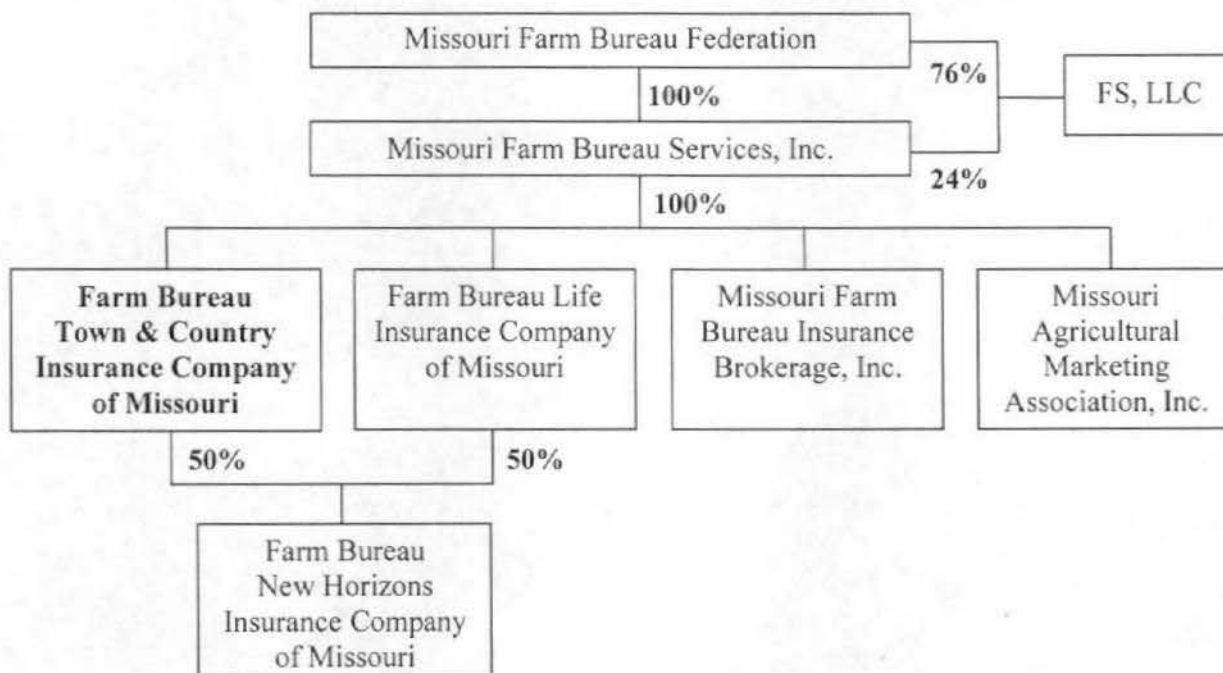 Missouri Farm Bureau Federation
76%
FS, LLC
100%
Missouri Farm Bureau Services, Inc.
24%
100%
Farm Bureau
Town & Country
Insurance Company
of Missouri
Farm Bureau Life
Insurance Company
of Missouri
Missouri Farm
Bureau Insurance
Brokerage, Inc.
Missouri
Agricultural
Marketing
Association, Inc.
50%
50%
Farm Bureau
New Horizons
Insurance Company
of Missouri